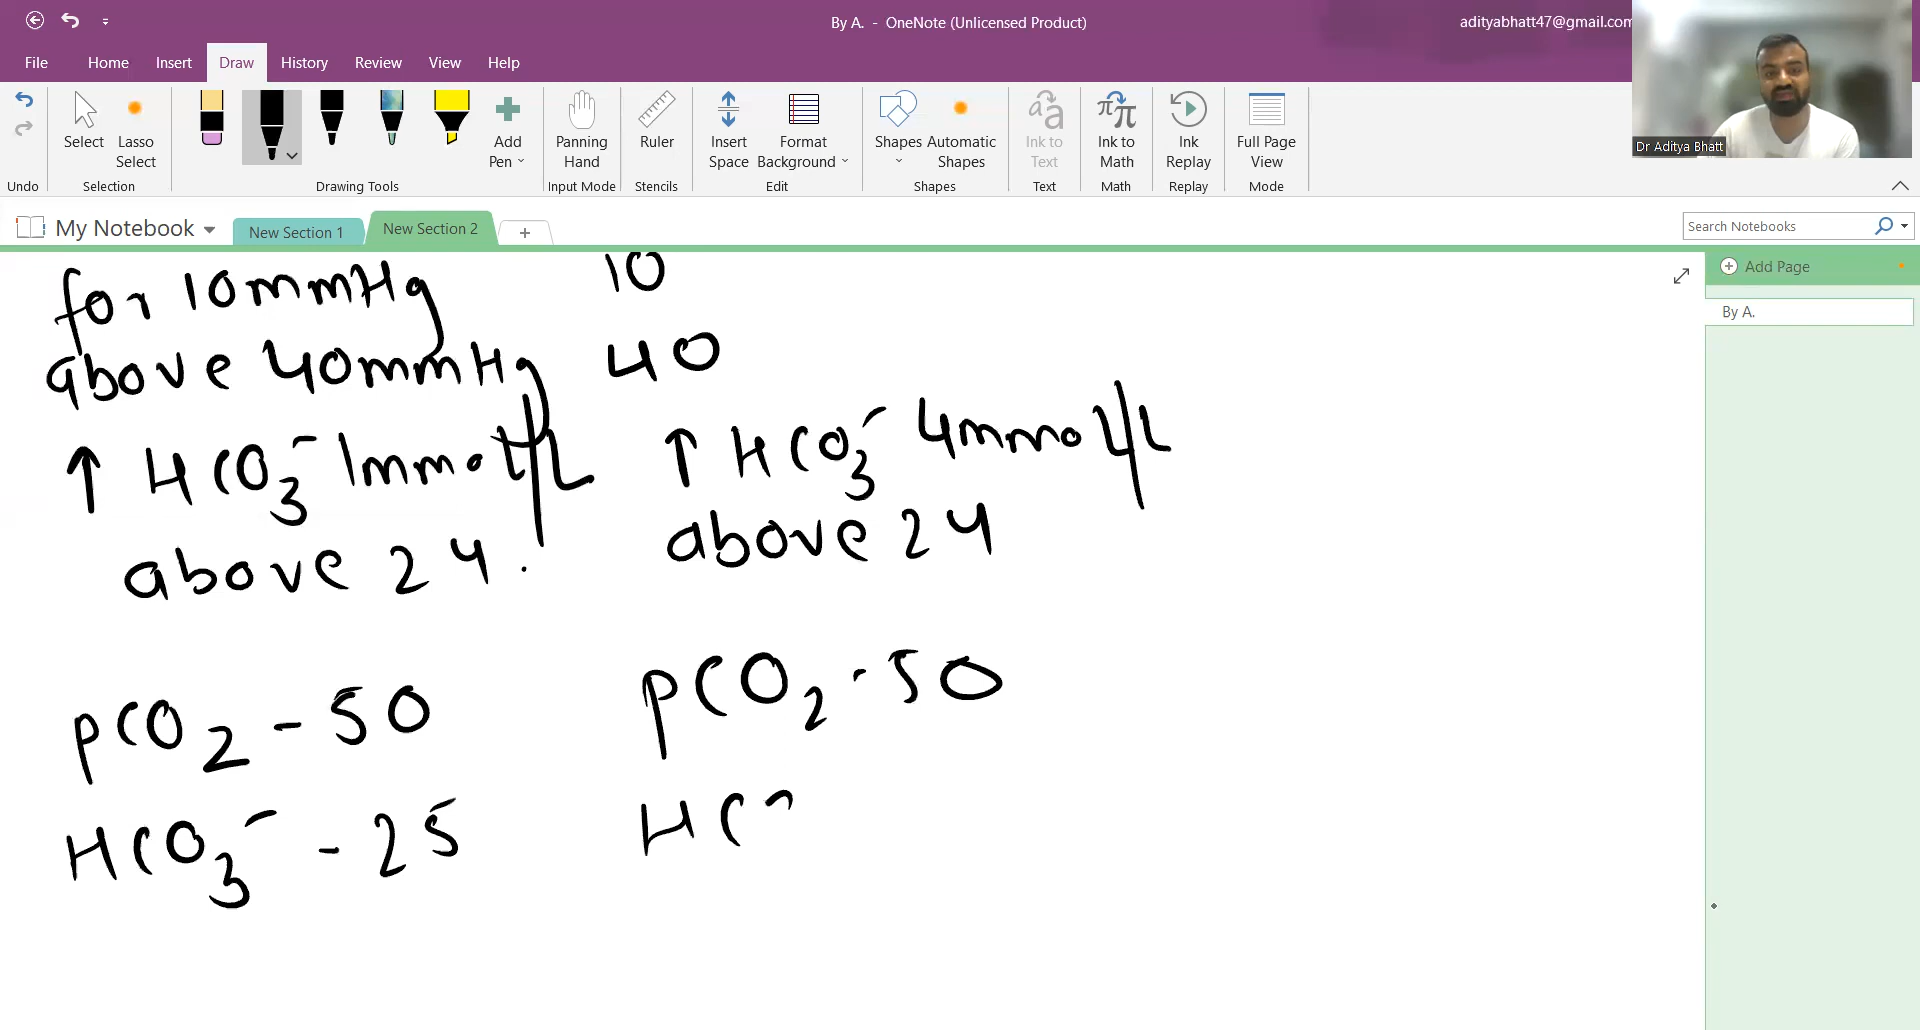 By A. - OneNote (Unlicensed Product)
adityabhatt47@gmail.com
File Home Insert Draw History Review View Help
Undo
Select
Lasso Select
Selection
Drawing Tools
Add Pen
Panning Hand
Input Mode
Ruler
Stencils
Insert Space
Format Background
Edit
Shapes
Automatic Shapes
Shapes
Ink to Text
Text
Ink to Math
Math
Ink Replay
Replay
Full Page View
Mode
Dr Aditya Bhatt
My Notebook New Section 1 New Section 2
Search Notebooks
Add Page
By A.
for 10mmHg
above 40mmHg
↑ HCO₃⁻ 1mmol/L
above 24.
pCO₂ - 50
HCO₃⁻ - 25
10
40
↑ HCO₃⁻ 4mmol/L
above 24
pCO₂ - 50
HC